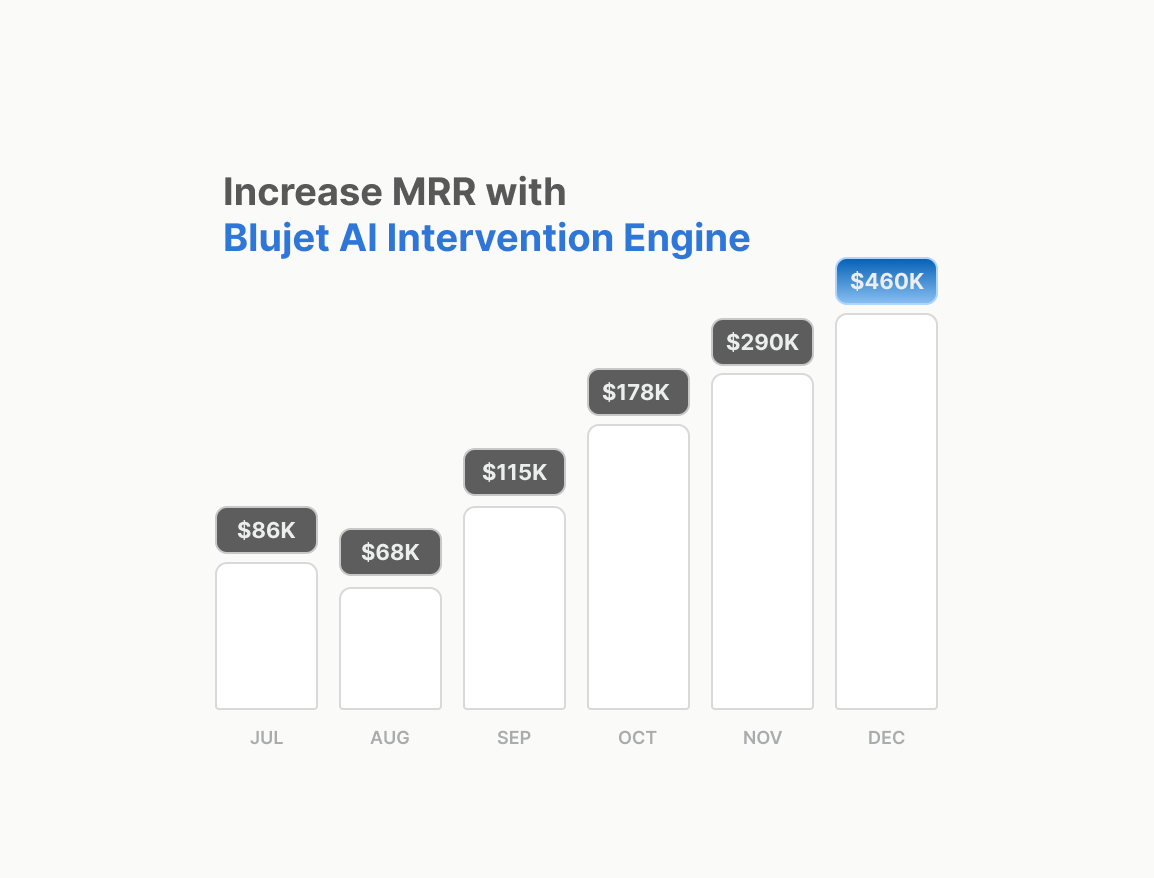 Increase MRR with
Blujet AI Intervention Engine
$460K
$290K
$178K
$115K
$86K
$68K
JUL AUG SEP OCT NOV DEC